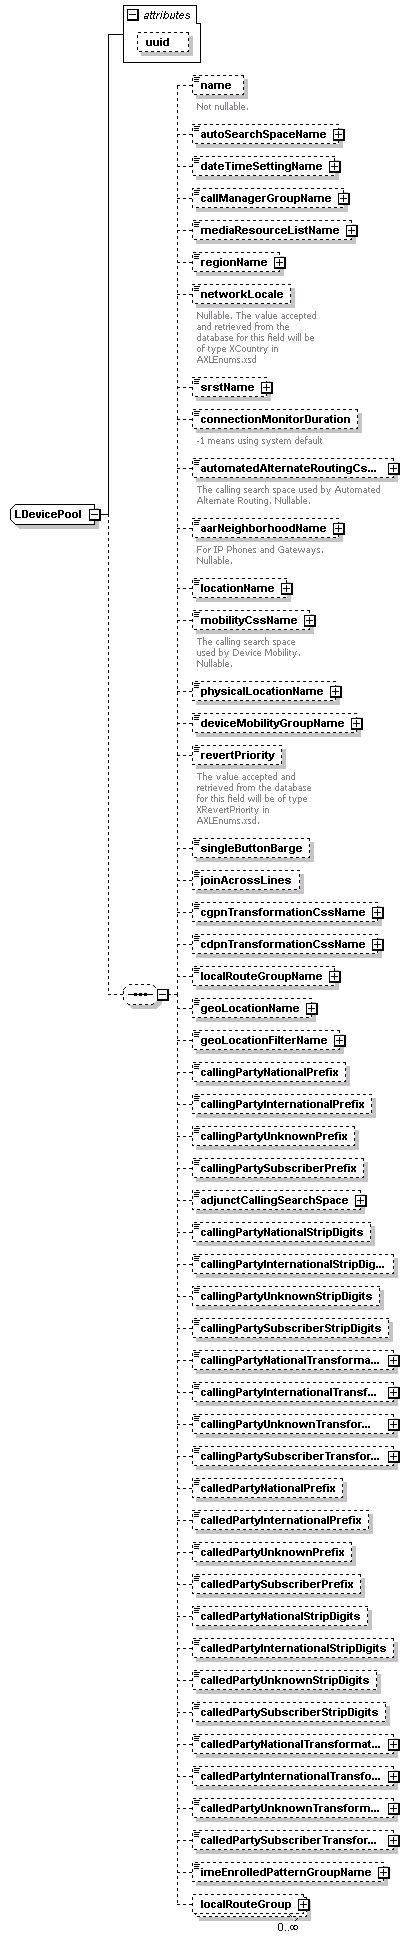 attributes
uuid
name
Not nullable.
autoSearchSpaceName
dateTimeSettingName
callManagerGroupName
mediaResourceListName
regionName
networkLocale
Nullable. The value accepted
and retrieved from the
database for this field will be
of type XCountry in
AXLEnums.xsd
srstName
connectionMonitorDuration
-1 means using system default
automatedAlternateRoutingCs...
The calling search space used by Automated
Alternate Routing. Nullable.
LDevicePool
aarNeighborhoodName
For IP Phones and Gateways.
Nullable.
locationName
mobilityCssName
The calling search space
used by Device Mobility.
Nullable.
physicalLocationName
deviceMobilityGroupName
revertPriority
The value accepted and
retrieved from the database
for this field will be of type
XRevertPriority in
AXLEnums.xsd.
singleButtonBarge
joinAcrossLines
cgpnTransformationCssName
cdpnTransformationCssName
localRouteGroupName
geoLocationName
geoLocationFilterName
callingPartyNationalPrefix
callingPartyInternationalPrefix
callingPartyUnknownPrefix
callingPartySubscriberPrefix
adjunctCallingSearchSpace
callingPartyNationalStripDigits
callingPartyInternationalStripDig...
callingPartyUnknownStripDigits
callingPartySubscriberStripDigits
callingPartyNationalTransforma...
callingPartyInternationalTransf...
callingPartyUnknownTransfor...
callingPartySubscriberTransfor...
calledPartyNationalPrefix
calledPartyInternationalPrefix
calledPartyUnknownPrefix
calledPartySubscriberPrefix
calledPartyNationalStripDigits
calledPartyInternationalStripDigits
calledPartyUnknownStripDigits
calledPartySubscriberStripDigits
calledPartyNationalTransformat...
calledPartyInternationalTransfo...
calledPartyUnknownTransform...
calledPartySubscriberTransfor...
imeEnrolledPatternGroupName
localRouteGroup
0..∞